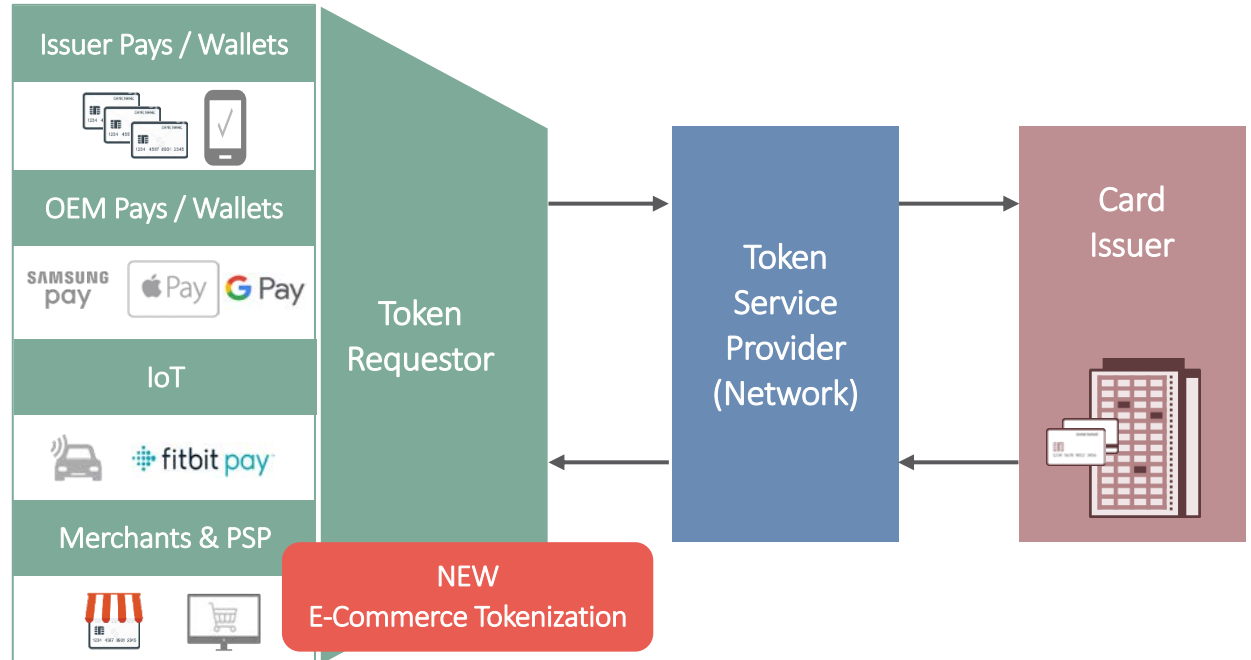 Issuer Pays / Wallets
OEM Pays / Wallets
SAMSUNG
pay
Pay
G Pay
IoT
fitbit pay
Merchants & PSP
Token
Requestor
NEW
E-Commerce Tokenization
Token
Service
Provider
(Network)
Card
Issuer